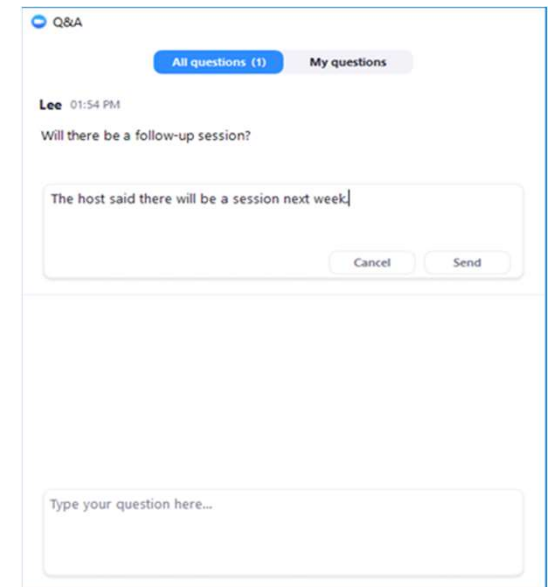 Q&A
All questions (1) My questions
Lee 01:54 PM
Will there be a follow-up session?
The host said there will be a session next week.
Cancel Send
Type your question here...